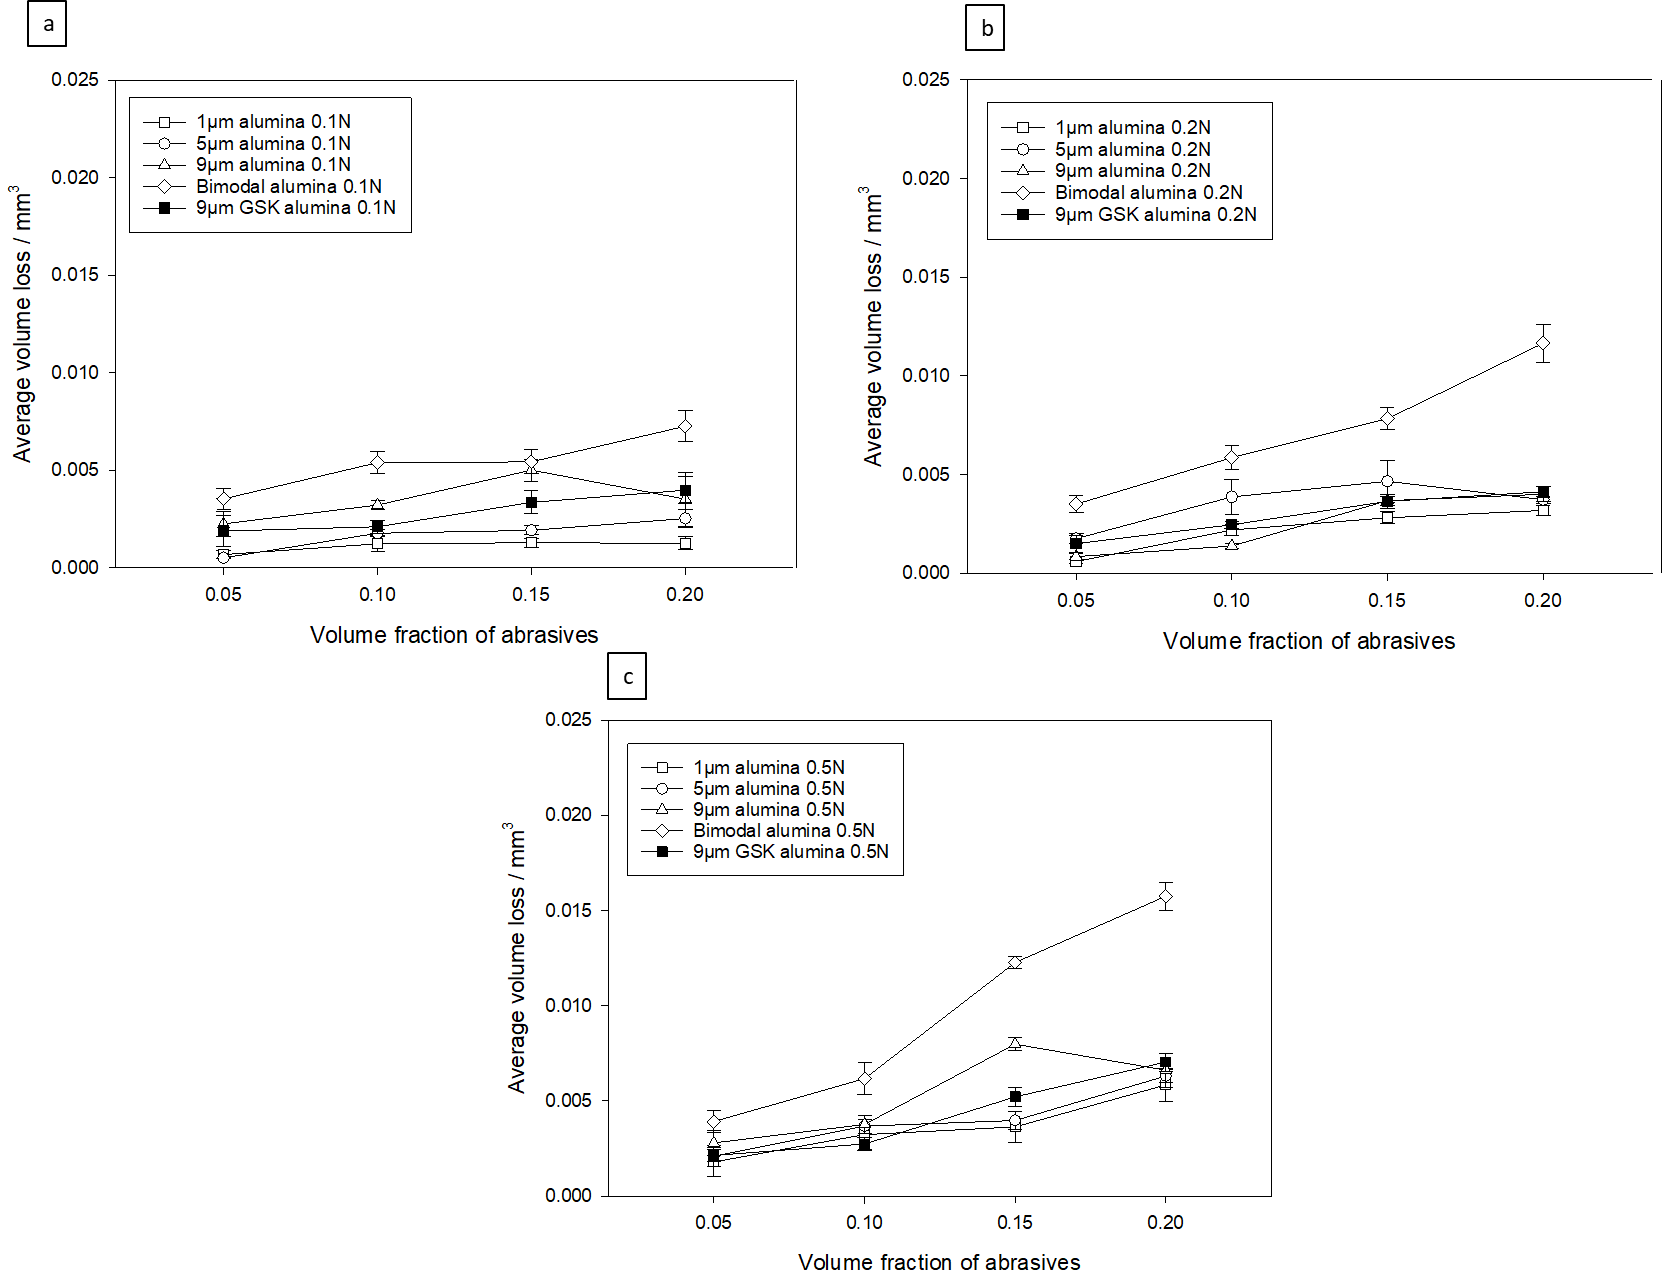 a
0.025
0.020
0.015
0.010
0.005
0.000
Average volume loss / mm³
1µm alumina 0.1N
5µm alumina 0.1N
9µm alumina 0.1N
Bimodal alumina 0.1N
9µm GSK alumina 0.1N
0.05 0.10 0.15 0.20
Volume fraction of abrasives
b
0.025
0.020
0.015
0.010
0.005
0.000
Average volume loss / mm³
1µm alumina 0.2N
5µm alumina 0.2N
9µm alumina 0.2N
Bimodal alumina 0.2N
9µm GSK alumina 0.2N
0.05 0.10 0.15 0.20
Volume fraction of abrasives
c
0.025
0.020
0.015
0.010
0.005
0.000
Average volume loss / mm³
1µm alumina 0.5N
5µm alumina 0.5N
9µm alumina 0.5N
Bimodal alumina 0.5N
9µm GSK alumina 0.5N
0.05 0.10 0.15 0.20
Volume fraction of abrasives